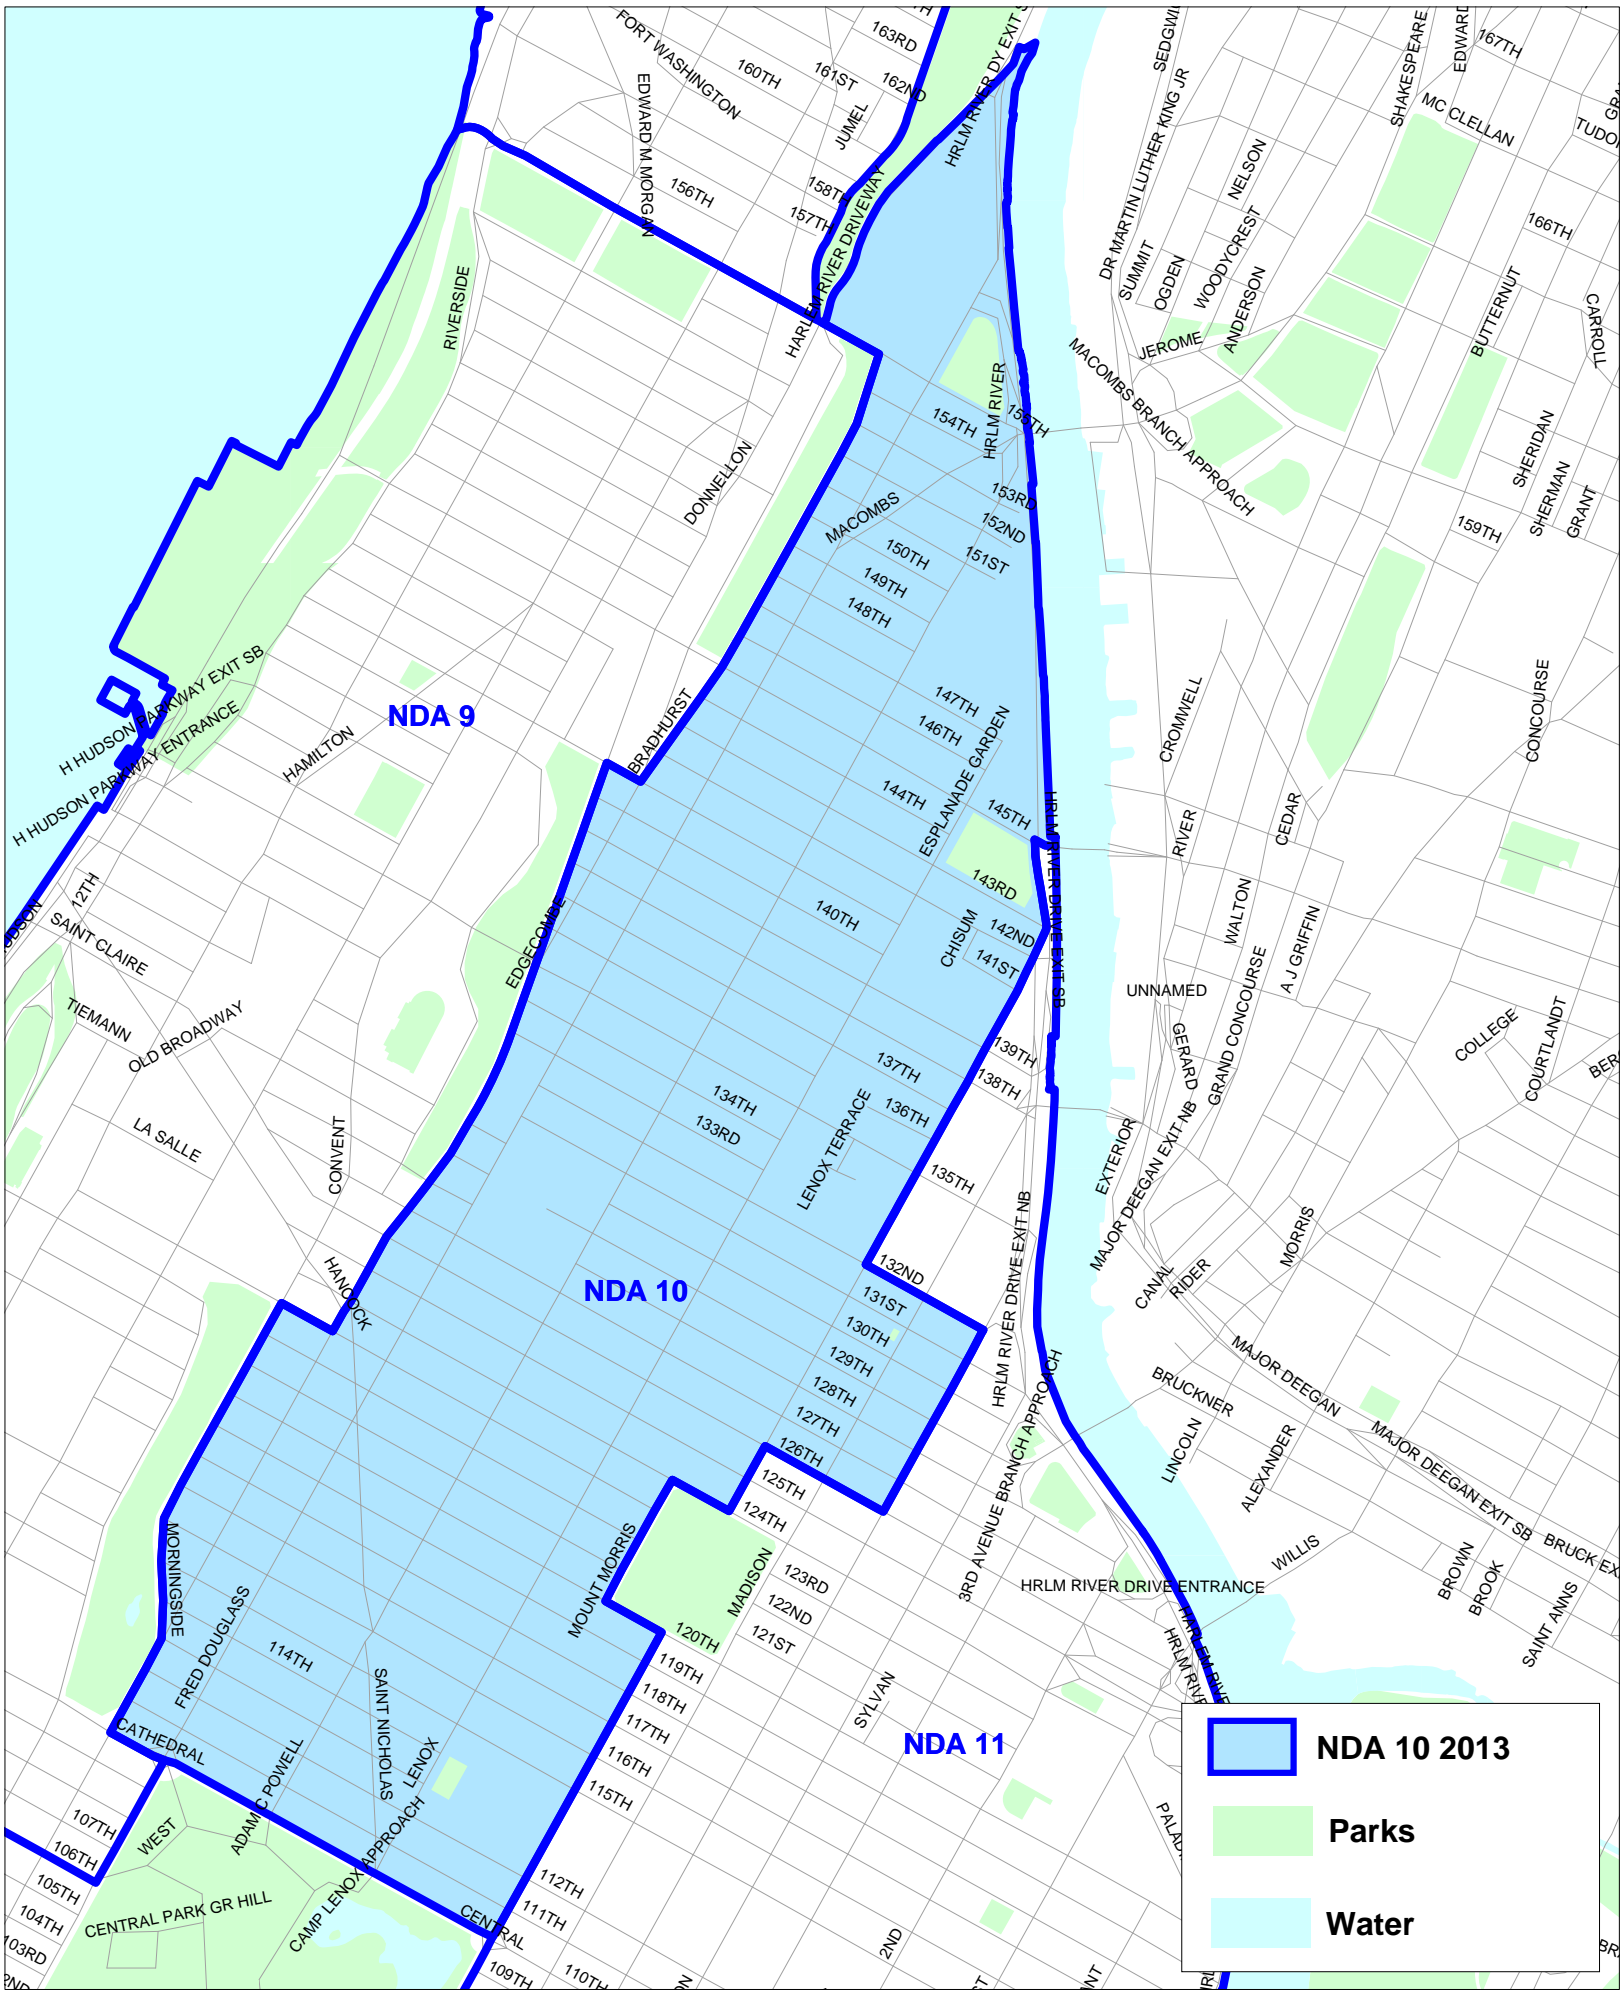 FORT WASHINGTON
163RD
160TH
161ST
162ND
EDWARD M MORGAN
JUMEL
156TH
158TH
157TH
HARLEM RIVER DRIVEWAY
HRLM RIVER DY EXIT
SHAKESPEARE
167TH
MC CLELLAN
DR MARTIN LUTHER KING JR
NELSON
SUMMIT
OGDEN
WOODYCREST
ANDERSON
166TH
BUTTERNUT
CARROLL
JEROME
MACOMBS BRANCH APPROACH
RIVERSIDE
HRLM RIVER
155TH
154TH
DONNELLON
MACOMBS
153RD
152ND
151ST
150TH
149TH
148TH
SHERIDAN
SHERMAN
GRANT
159TH
H HUDSON PARKWAY EXIT SB
H HUDSON PARKWAY ENTRANCE
HAMILTON
NDA 9
BRADHURST
147TH
146TH
144TH
145TH
ESPLANADE GARDEN
CROMWELL
CONCOURSE
RIVER
CEDAR
HRLM RIVER DRIVE EXIT SB
143RD
140TH
142ND
141ST
CHISUM
EDGECOMBE
12TH
SAINT CLAIRE
TIEMANN
OLD BROADWAY
WALTON
A J GRIFFIN
GRAND CONCOURSE
UNNAMED
GERARD
COLLEGE
COURTLANDT
139TH
138TH
137TH
136TH
134TH
133RD
LENOX TERRACE
135TH
LA SALLE
CONVENT
EXTERIOR
MAJOR DEEGAN EXIT NB
MORRIS
CANAL
RIDER
HANCOCK
NDA 10
132ND
131ST
130TH
129TH
128TH
127TH
126TH
HRLM RIVER DRIVE EXIT NB
3RD AVENUE BRANCH APPROACH
MAJOR DEEGAN
BRUCKNER
LINCOLN
ALEXANDER
MAJOR DEEGAN EXIT SB
125TH
124TH
MORNINGSIDE
MOUNT MORRIS
MADISON
123RD
122ND
121ST
120TH
119TH
118TH
117TH
116TH
115TH
WILLIS
HRLM RIVER DRIVE ENTRANCE
BROWN
BROOK
SAINT ANNS
FRED DOUGLASS
114TH
SAINT NICHOLAS
SYLVAN
NDA 11
CATHEDRAL
ADAM C POWELL
LENOX
CAMP LENOX APPROACH
WEST
107TH
106TH
105TH
104TH
103RD
CENTRAL PARK GR HILL
CENTRAL
112TH
111TH
110TH
109TH
2ND
NDA 10 2013
Parks
Water